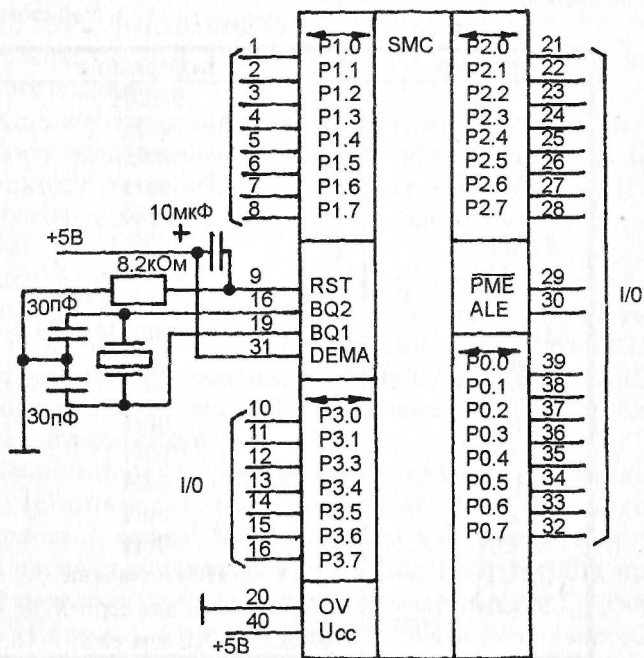 SMC
1 P1.0 P2.0 21
2 P1.1 P2.1 22
3 P1.2 P2.2 23
4 P1.3 P2.3 24
5 P1.4 P2.4 25
6 P1.5 P2.5 26
7 P1.6 P2.6 27
8 P1.7 P2.7 28
10мкФ
+
+5В
8.2кОм
9 RST PME 29
30пФ
16 BQ2 ALE 30
I/0
19 BQ1
31 DEMA
30пФ
P0.0 39
P0.1 38
P0.2 37
P0.3 36
P0.4 35
P0.5 34
P0.6 33
P0.7 32
10 P3.0
11 P3.1
12 P3.3
13 P3.4
I/0
14 P3.5
15 P3.6
16 P3.7
20 0V
40 Ucc
+5В